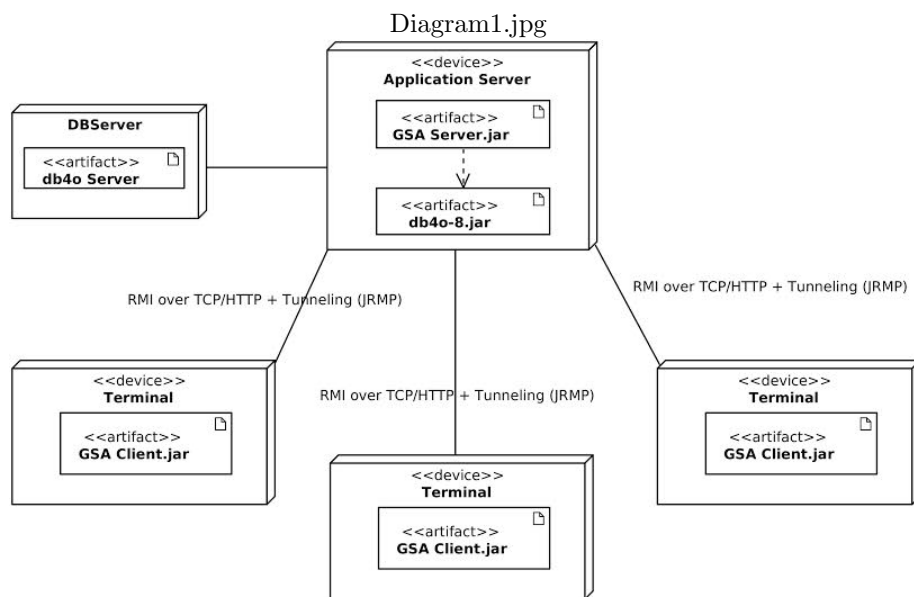 Diagram1.jpg
<<device>>
Application Server
<<artifact>>
GSA Server.jar
<<artifact>>
db4o-8.jar
DBServer
<<artifact>>
db4o Server
RMI over TCP/HTTP + Tunneling (JRMP)
RMI over TCP/HTTP + Tunneling (JRMP)
RMI over TCP/HTTP + Tunneling (JRMP)
<<device>>
Terminal
<<artifact>>
GSA Client.jar
<<device>>
Terminal
<<artifact>>
GSA Client.jar
<<device>>
Terminal
<<artifact>>
GSA Client.jar